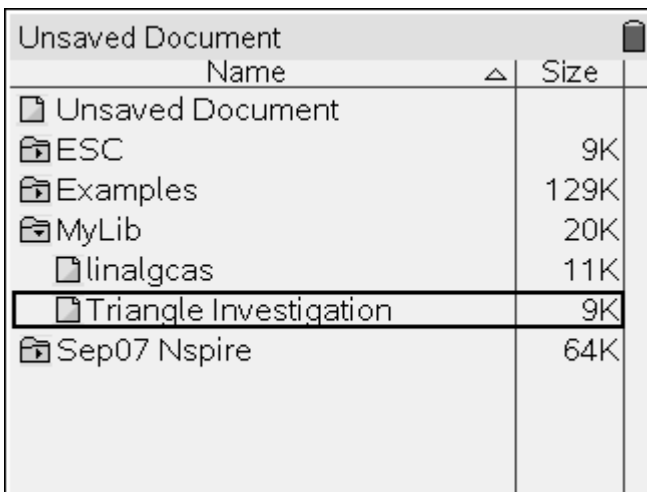 Unsaved Document
Name Size
Unsaved Document
ESC 9K
Examples 129K
MyLib 20K
linalgcas 11K
Triangle Investigation 9K
Sep07 Nspire 64K